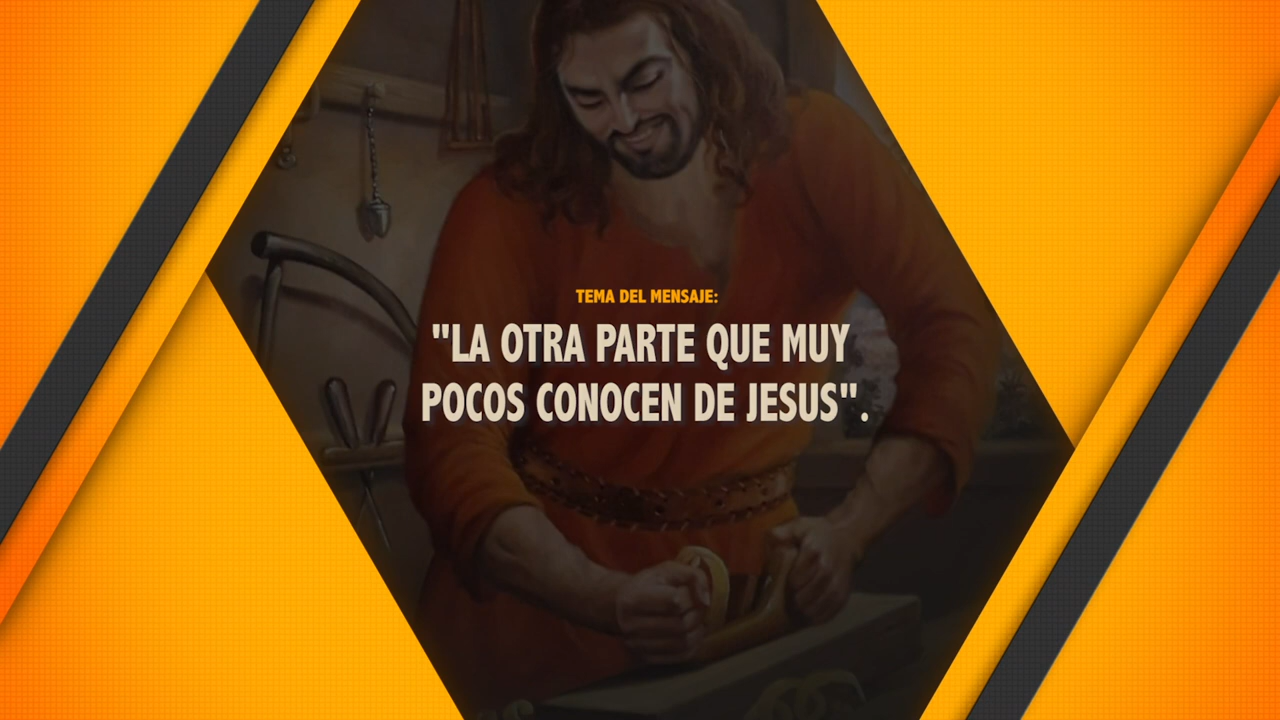 TEMA DEL MENSAJE:
"LA OTRA PARTE QUE MUY
POCOS CONOCEN DE JESUS".